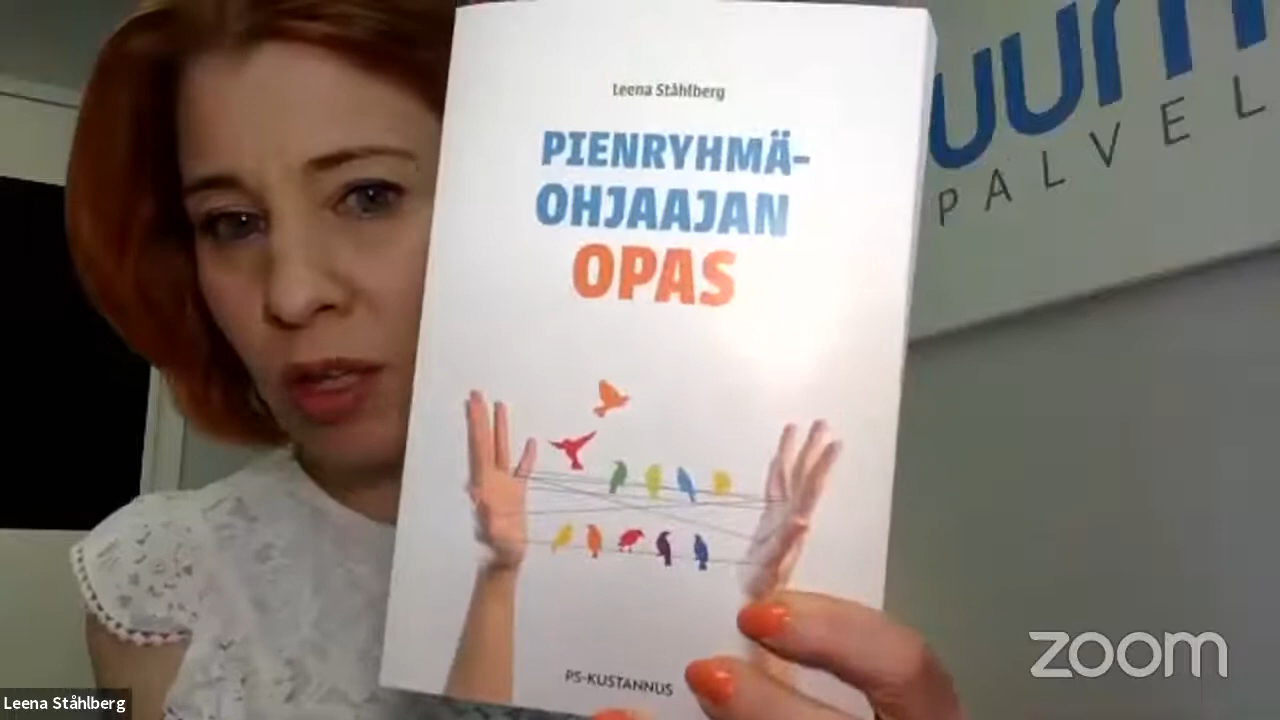 Leena Ståhlberg
PIENRYHMÄ-
OHJAAJAN
OPAS
PS-KUSTANNUS
PALVEL
zoom
Leena Ståhlberg